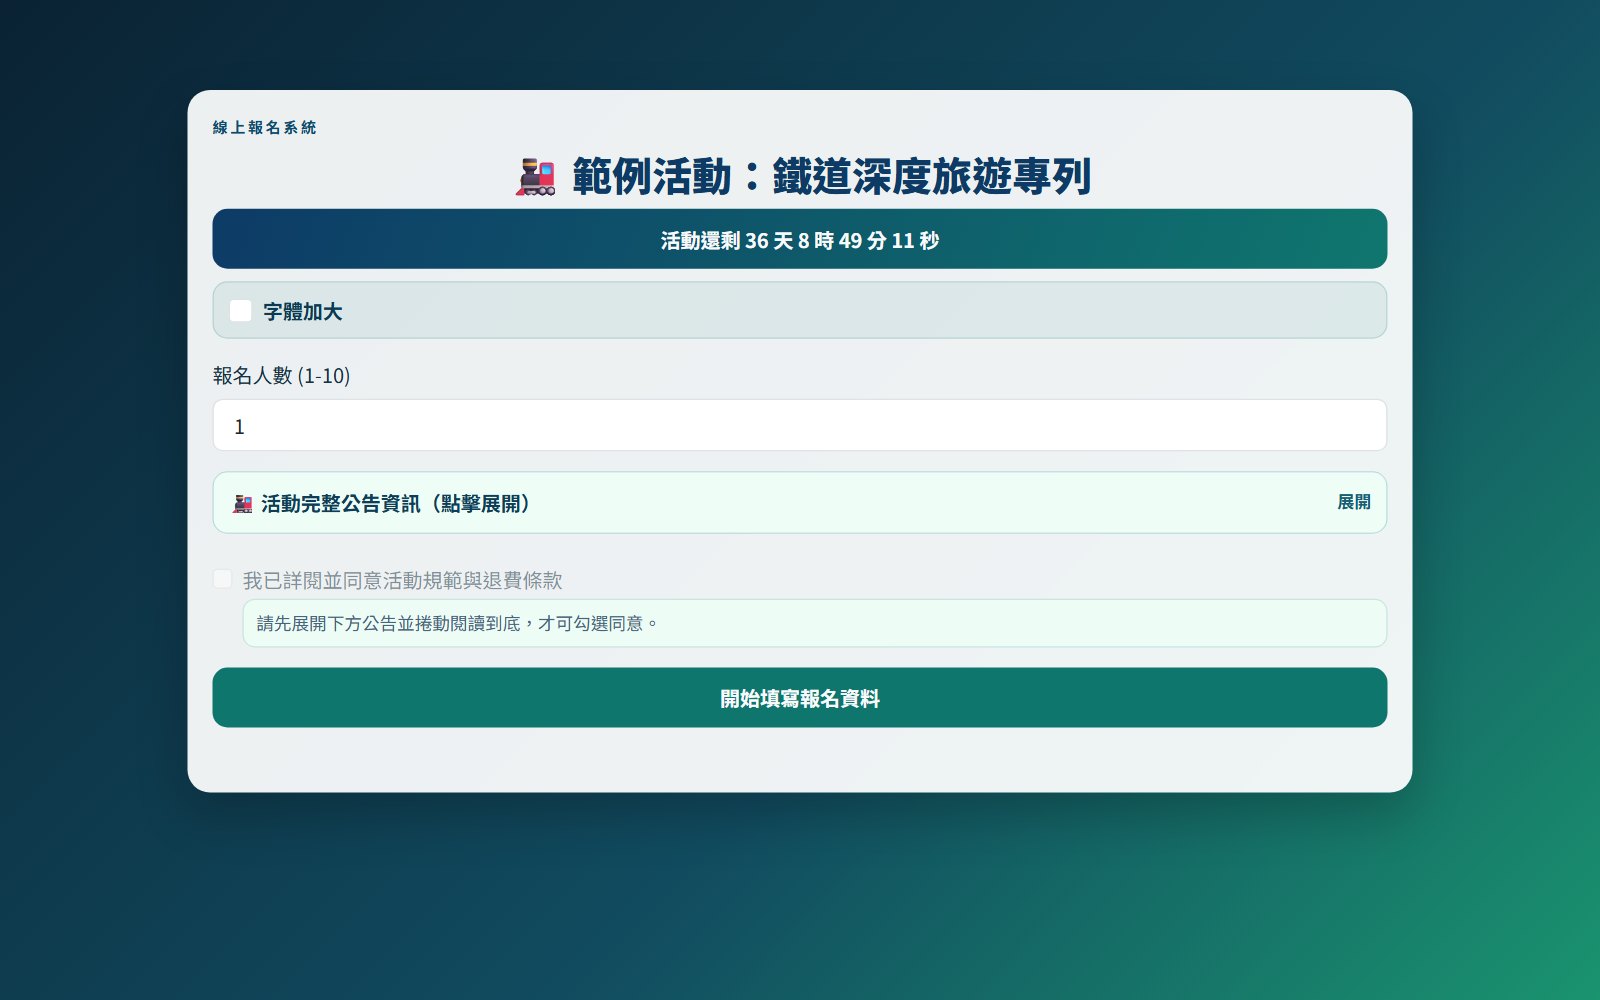 線上報名系統
🚂 範例活動：鐵道深度旅遊專列
活動還剩 36 天 8 時 49 分 11 秒
字體加大
報名人數 (1-10)
1
🚂 活動完整公告資訊（點擊展開）
展開
我已詳閱並同意活動規範與退費條款
請先展開下方公告並捲動閱讀到底，才可勾選同意。
開始填寫報名資料